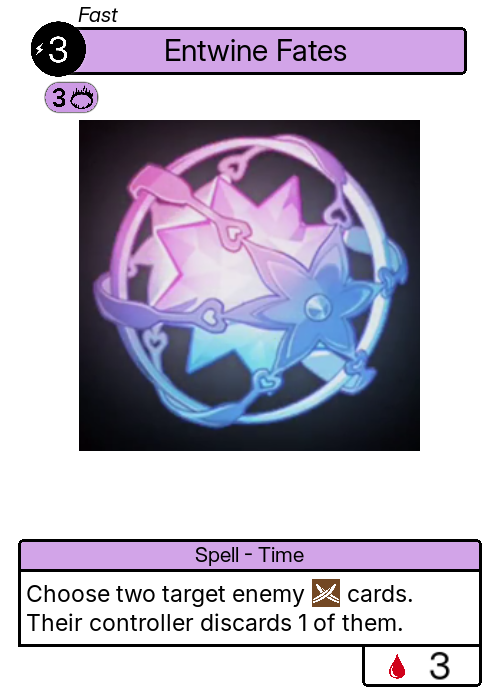 Fast
3
Entwine Fates
3
Spell - Time
Choose two target enemy cards.
Their controller discards 1 of them.
3